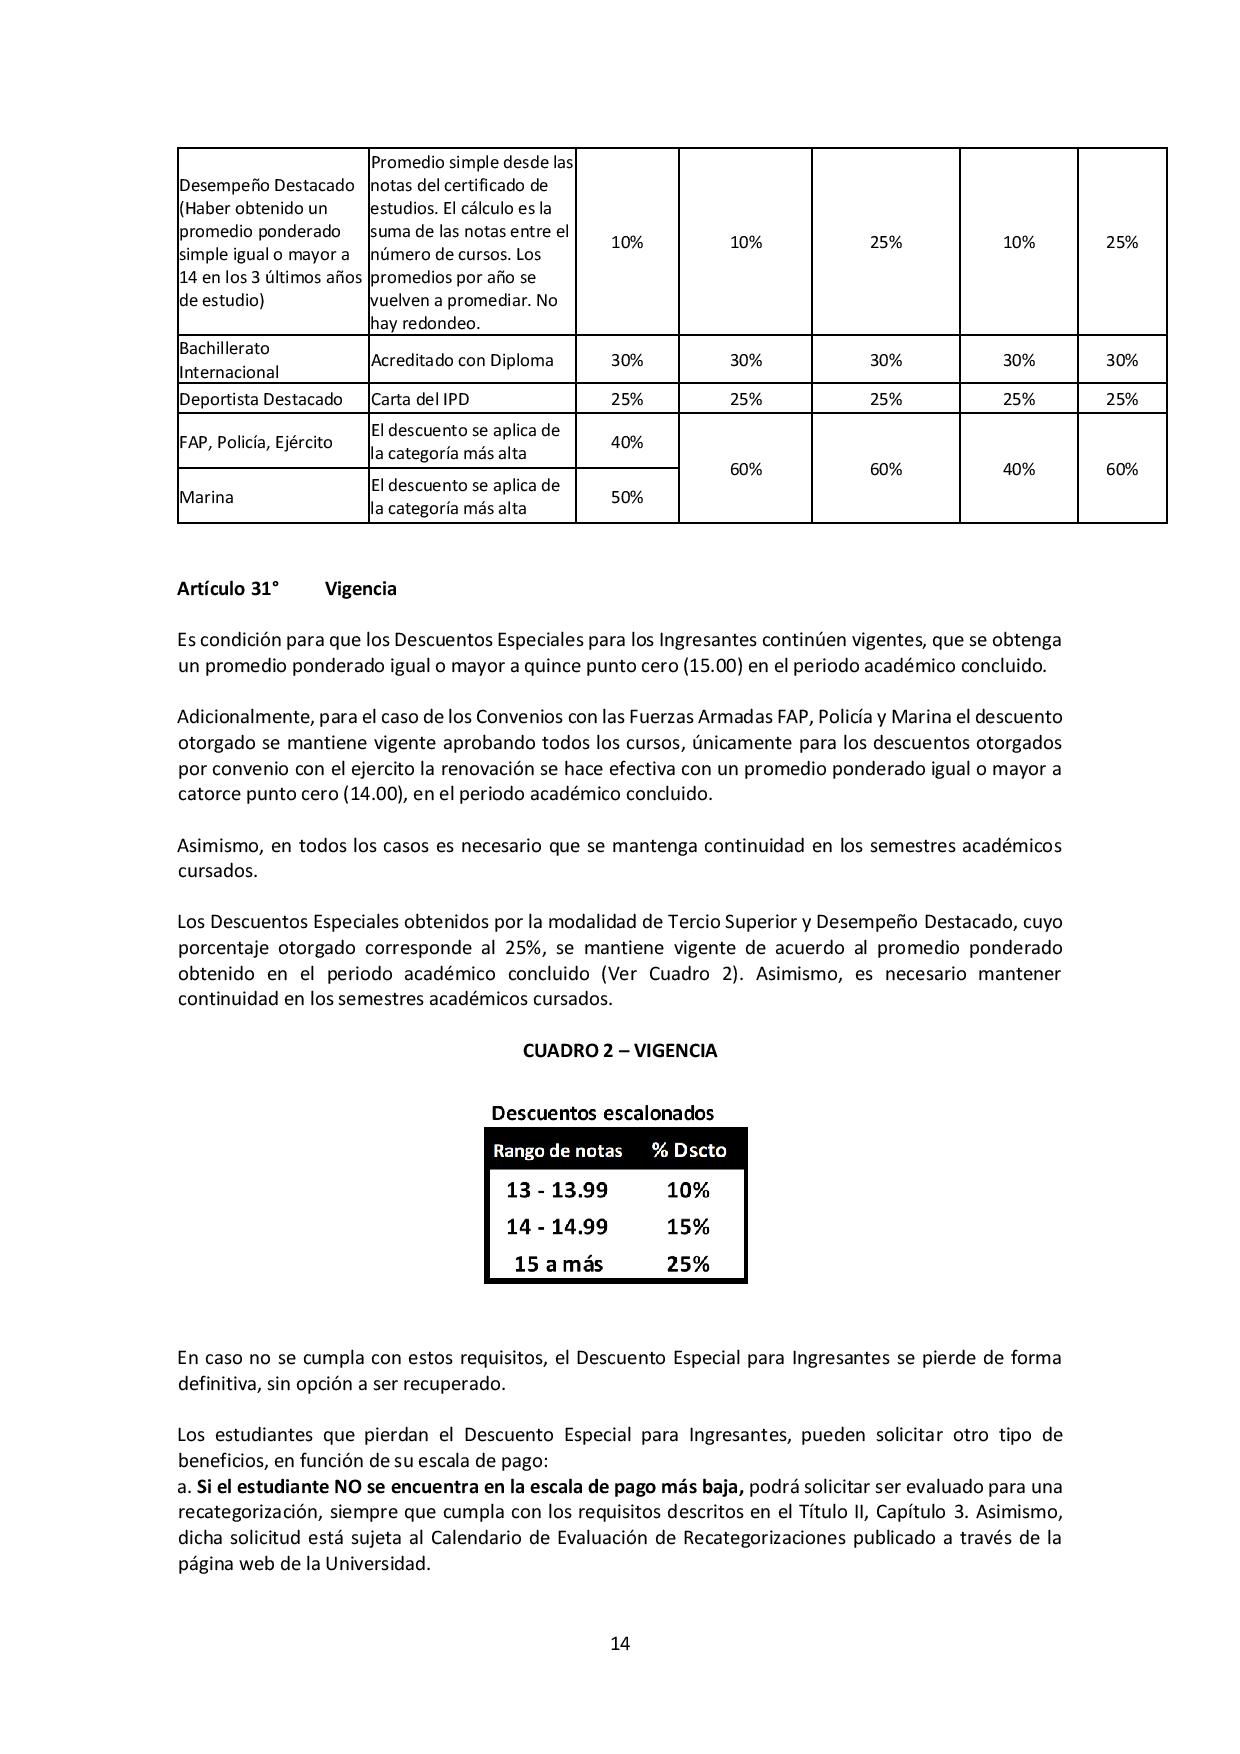 Desempeño Destacado
(Haber obtenido un
promedio ponderado
simple igual o mayor a
14 en los 3 últimos años
de estudio)
Promedio simple desde las
notas del certificado de
estudios. El cálculo es la
suma de las notas entre el
número de cursos. Los
promedios por año se
vuelven a promediar. No
hay redondeo.
10% 10% 25% 10% 25%
Bachillerato
Internacional
Acreditado con Diploma 30% 30% 30% 30% 30%
Deportista Destacado Carta del IPD 25% 25% 25% 25% 25%
FAP, Policía, Ejército
El descuento se aplica de
la categoría más alta
40%
60% 60% 40% 60%
Marina
El descuento se aplica de
la categoría más alta
50%
Artículo 31° Vigencia
Es condición para que los Descuentos Especiales para los Ingresantes continúen vigentes, que se obtenga
un promedio ponderado igual o mayor a quince punto cero (15.00) en el periodo académico concluido.
Adicionalmente, para el caso de los Convenios con las Fuerzas Armadas FAP, Policía y Marina el descuento
otorgado se mantiene vigente aprobando todos los cursos, únicamente para los descuentos otorgados
por convenio con el ejercito la renovación se hace efectiva con un promedio ponderado igual o mayor a
catorce punto cero (14.00), en el periodo académico concluido.
Asimismo, en todos los casos es necesario que se mantenga continuidad en los semestres académicos
cursados.
Los Descuentos Especiales obtenidos por la modalidad de Tercio Superior y Desempeño Destacado, cuyo
porcentaje otorgado corresponde al 25%, se mantiene vigente de acuerdo al promedio ponderado
obtenido en el periodo académico concluido (Ver Cuadro 2). Asimismo, es necesario mantener
continuidad en los semestres académicos cursados.
CUADRO 2 – VIGENCIA
Descuentos escalonados
Rango de notas % Dscto
13 - 13.99 10%
14 - 14.99 15%
15 a más 25%
En caso no se cumpla con estos requisitos, el Descuento Especial para Ingresantes se pierde de forma
definitiva, sin opción a ser recuperado.
Los estudiantes que pierdan el Descuento Especial para Ingresantes, pueden solicitar otro tipo de
beneficios, en función de su escala de pago:
a. Si el estudiante NO se encuentra en la escala de pago más baja, podrá solicitar ser evaluado para una
recategorización, siempre que cumpla con los requisitos descritos en el Título II, Capítulo 3. Asimismo,
dicha solicitud está sujeta al Calendario de Evaluación de Recategorizaciones publicado a través de la
página web de la Universidad.
14